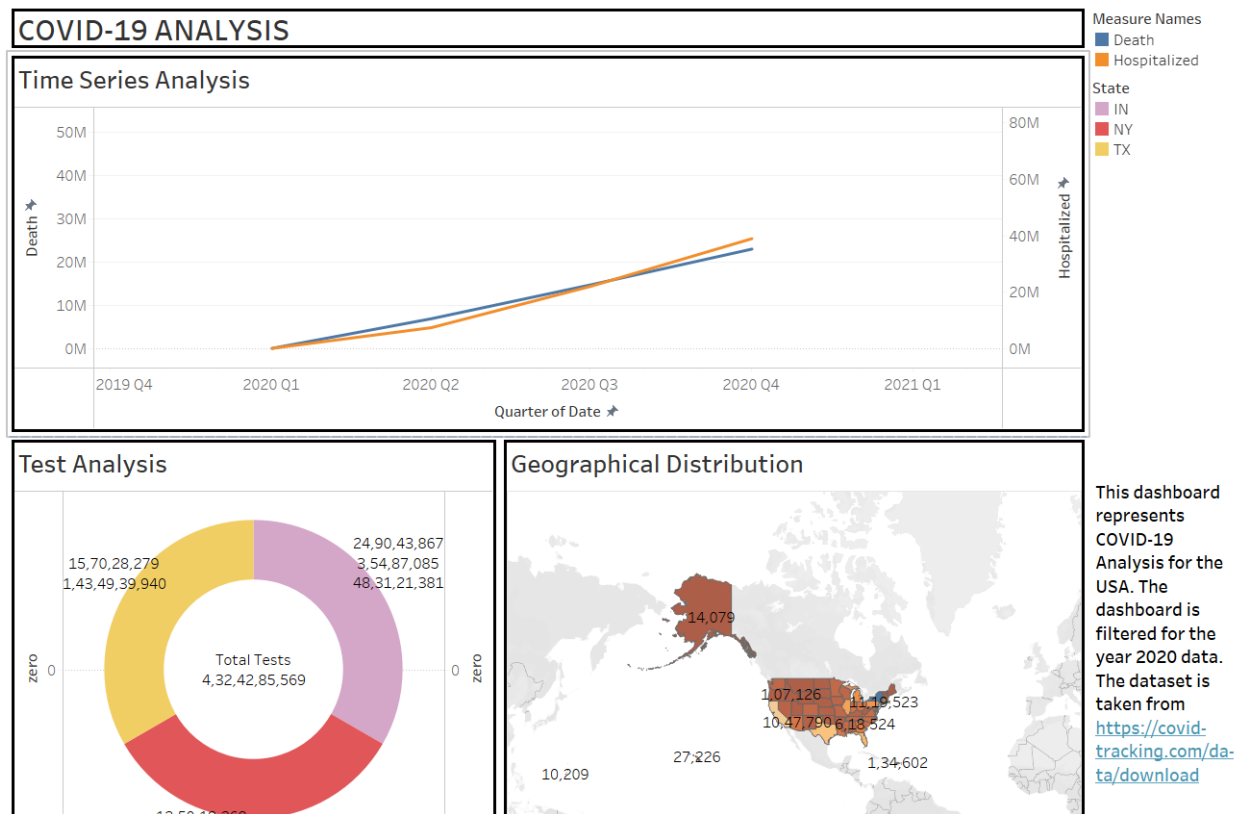 COVID-19 ANALYSIS
Measure Names
Death
Hospitalized
State
IN
NY
TX
Time Series Analysis
50M
40M
30M
20M
10M
0M
Death
80M
60M
40M
20M
0M
Hospitalized
2019 Q4
2020 Q1
2020 Q2
2020 Q3
2020 Q4
2021 Q1
Quarter of Date
Test Analysis
15,70,28,279
1,43,49,39,940
24,90,43,867
3,54,87,085
48,31,21,381
Total Tests
4,32,42,85,569
zero
0
0
zero
Geographical Distribution
14,079
1,07,126
11,19,523
10,47,790
6,18,524
27,226
1,34,602
10,209
This dashboard
represents
COVID-19
Analysis for the
USA. The
dashboard is
filtered for the
year 2020 data.
The dataset is
taken from
https://covid-
tracking.com/da-
ta/download